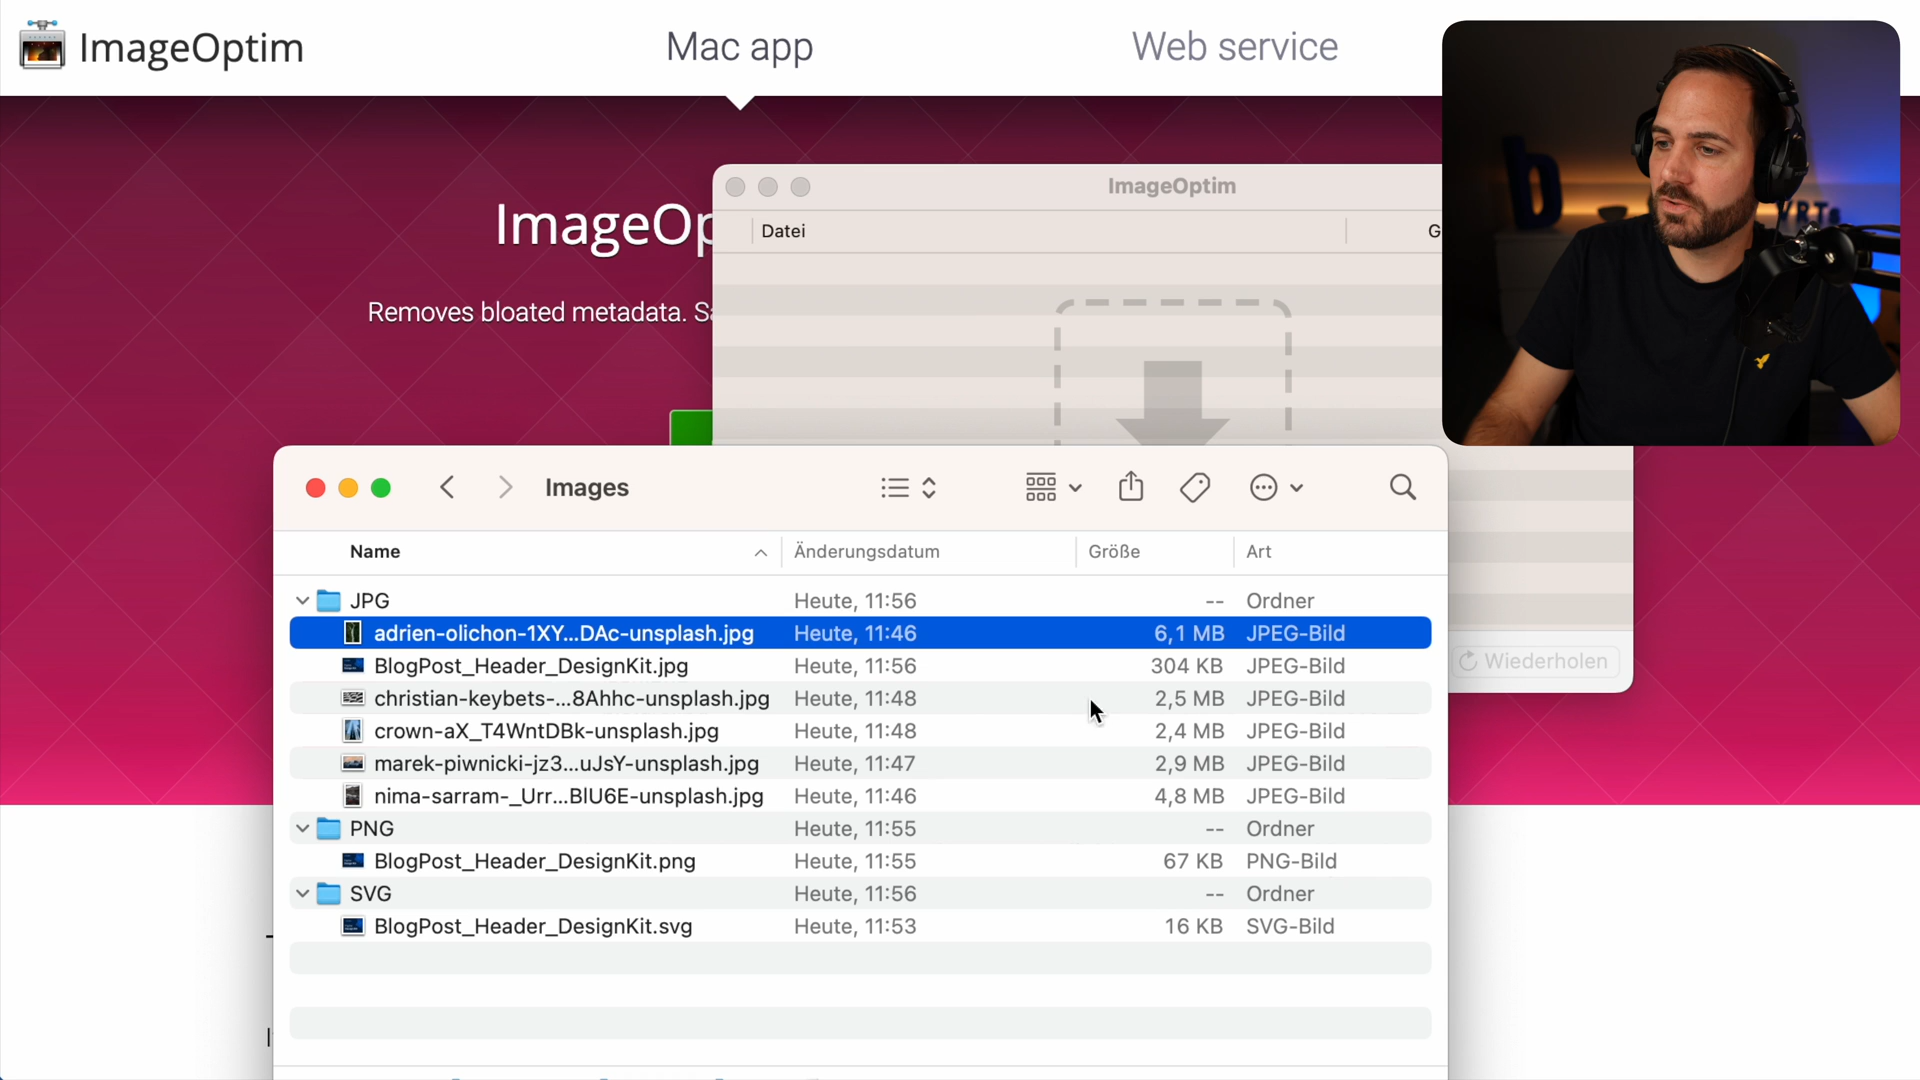 ImageOptim
Mac app
Web service
ImageOptim
Datei
ImageOp
Removes bloated metadata. Sa
Images
Name
Änderungsdatum
Größe
Art
JPG
Heute, 11:56
--
Ordner
adrien-olichon-1XY...DAc-unsplash.jpg
Heute, 11:46
6,1 MB
JPEG-Bild
BlogPost_Header_DesignKit.jpg
Heute, 11:56
304 KB
JPEG-Bild
christian-keybets-...8Ahhc-unsplash.jpg
Heute, 11:48
2,5 MB
JPEG-Bild
crown-aX_T4WntDBk-unsplash.jpg
Heute, 11:48
2,4 MB
JPEG-Bild
marek-piwnicki-jz3...uJsY-unsplash.jpg
Heute, 11:47
2,9 MB
JPEG-Bild
nima-sarram-_Urr...BIU6E-unsplash.jpg
Heute, 11:46
4,8 MB
JPEG-Bild
PNG
Heute, 11:55
--
Ordner
BlogPost_Header_DesignKit.png
Heute, 11:55
67 KB
PNG-Bild
SVG
Heute, 11:56
--
Ordner
BlogPost_Header_DesignKit.svg
Heute, 11:53
16 KB
SVG-Bild
Wiederholen